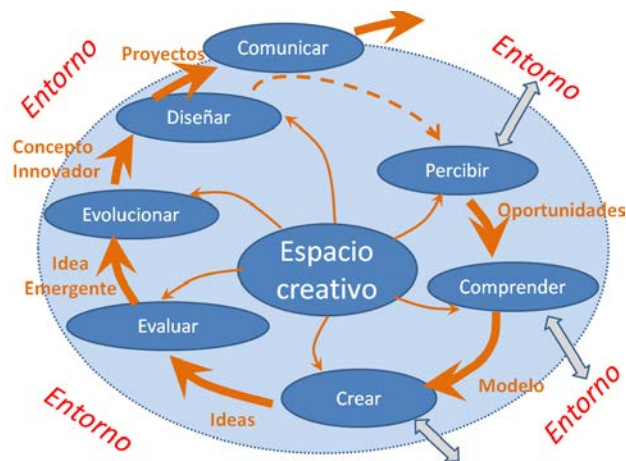 Comunicar
Proyectos
Entorno
Entorno
Diseñar
Concepto
Innovador
Percibir
Oportunidades
Evolucionar
Espacio
creativo
Idea
Emergente
Comprender
Evaluar
Modelo
Crear
Ideas
Entorno
Entorno